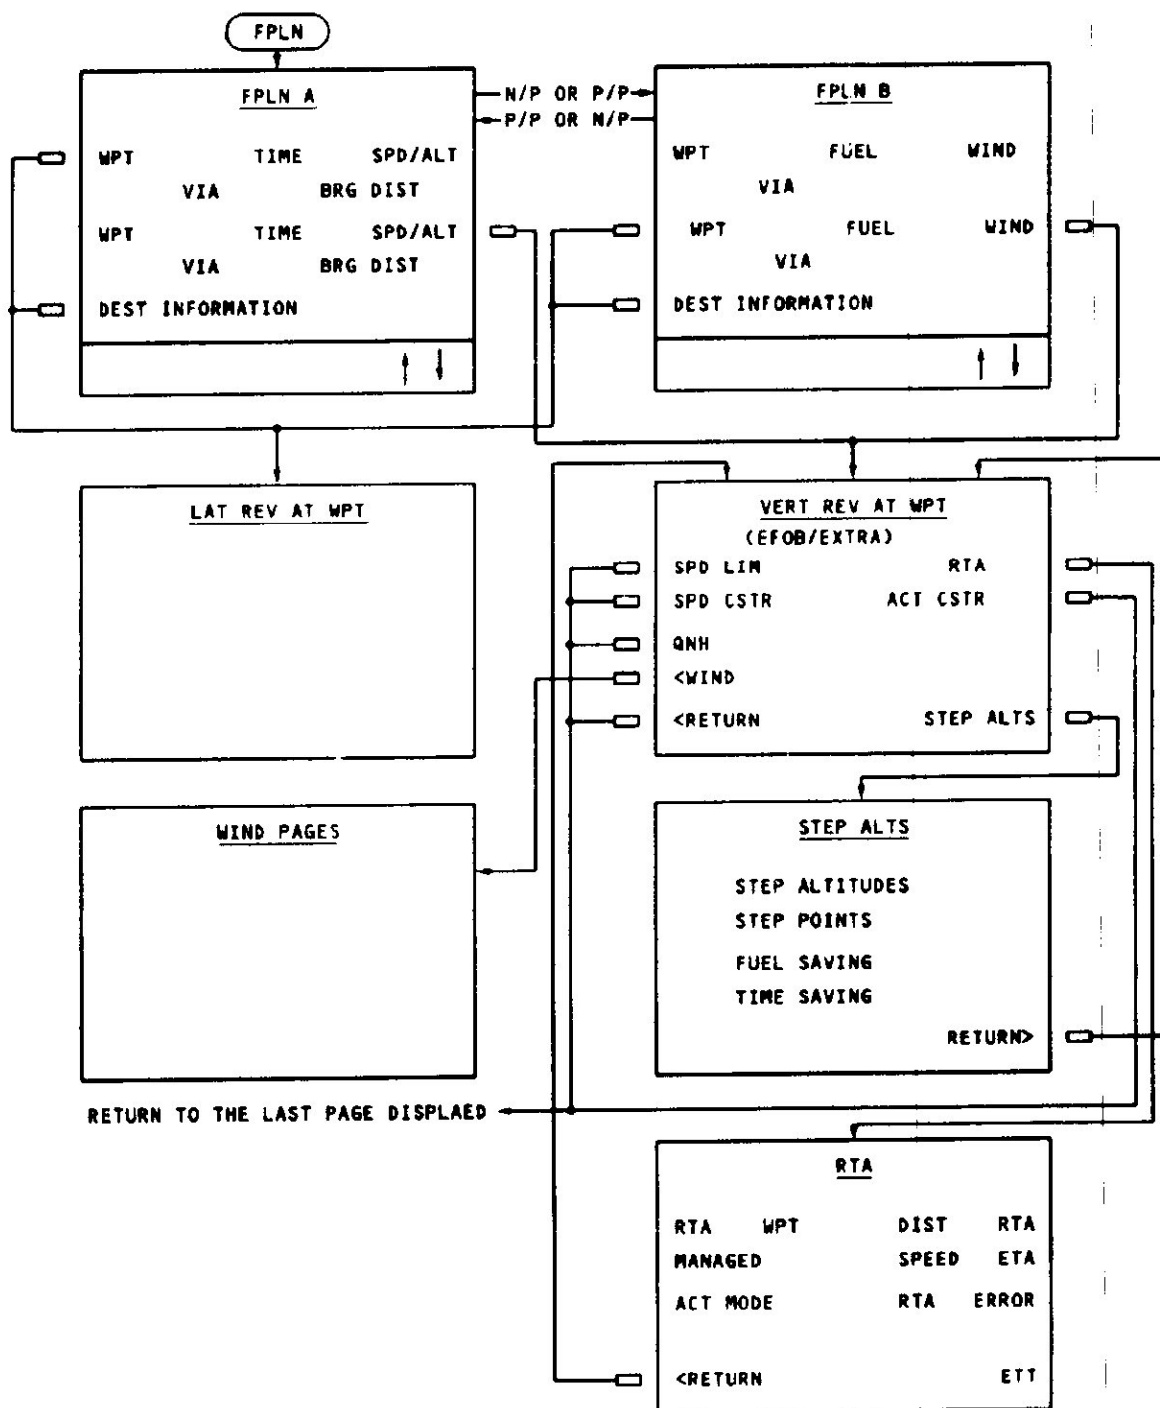 FPLN
FPLN A
N/P OR P/P
P/P OR N/P
WPT TIME SPD/ALT
VIA BRG DIST
WPT TIME SPD/ALT
VIA BRG DIST
DEST INFORMATION
↑ ↓
FPLN B
WPT FUEL WIND
VIA
WPT FUEL WIND
VIA
DEST INFORMATION
↑ ↓
LAT REV AT WPT
VERT REV AT WPT
(EFOB/EXTRA)
SPD LIM RTA
SPD CSTR ACT CSTR
QNH
<WIND
<RETURN STEP ALTS
WIND PAGES
STEP ALTS
STEP ALTITUDES
STEP POINTS
FUEL SAVING
TIME SAVING
RETURN>
RETURN TO THE LAST PAGE DISPLAED
RTA
RTA WPT DIST RTA
MANAGED SPEED ETA
ACT MODE RTA ERROR
<RETURN ETT